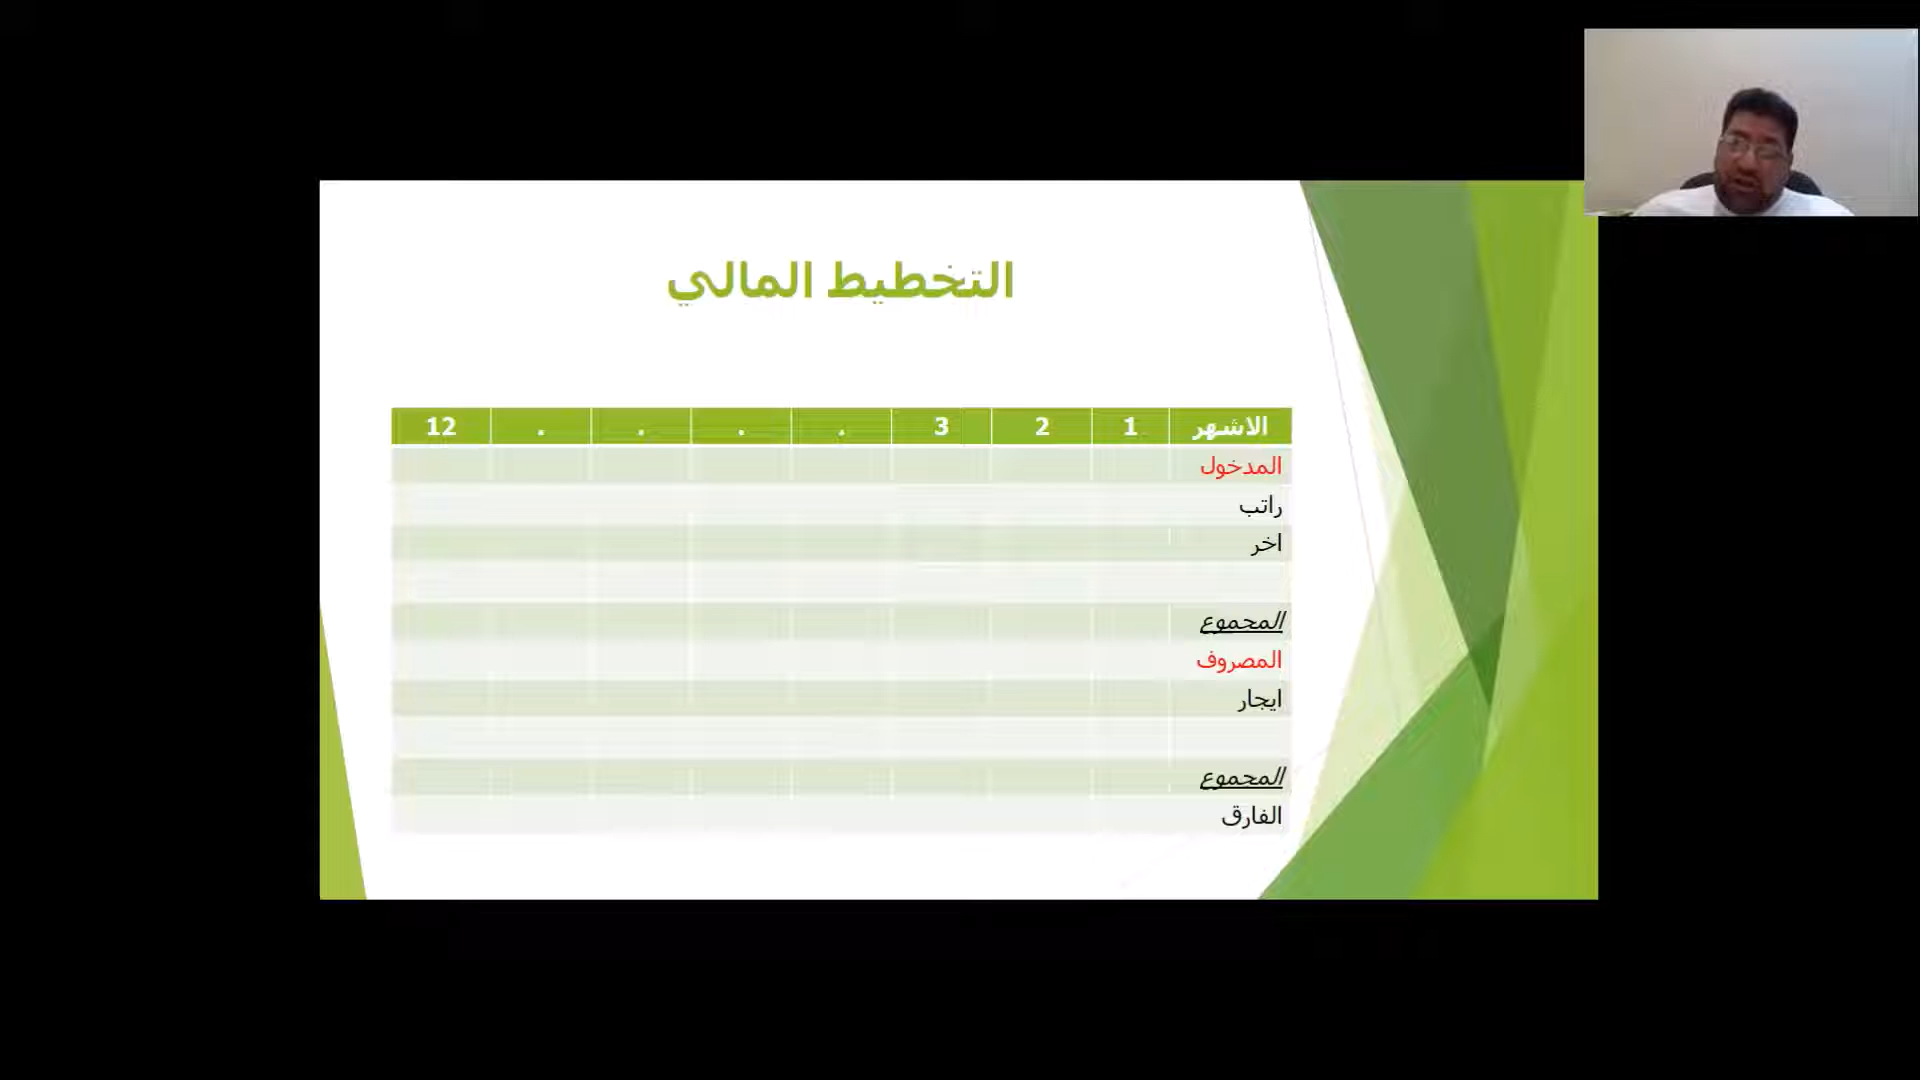 التخطيط المالي
الاشهر 1 2 3 . . . . 12
المدخول
راتب
اخر
المجموع
المصروف
ايجار
المجموع
الفارق